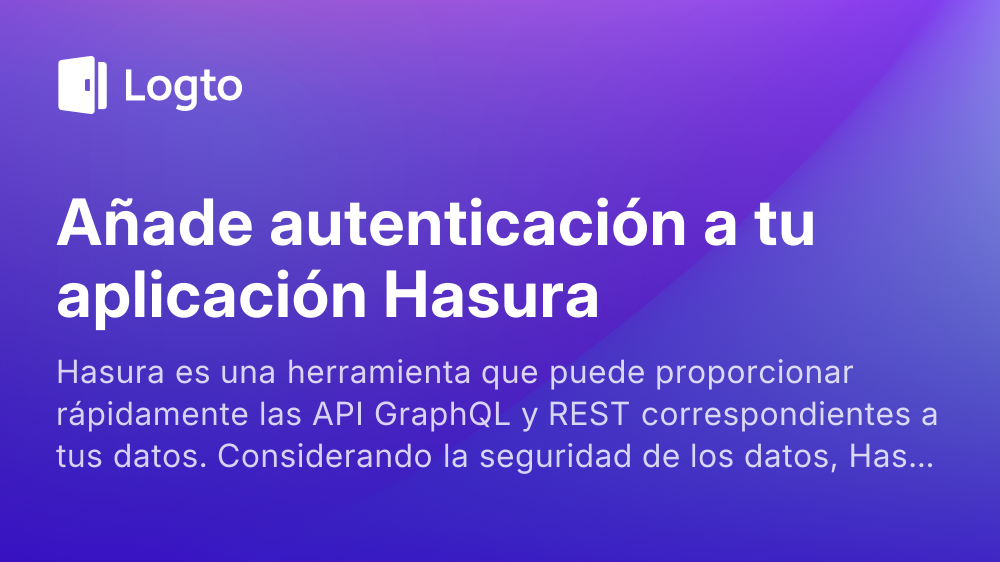 Logto
Añade autenticación a tu
aplicación Hasura
Hasura es una herramienta que puede proporcionar
rápidamente las API GraphQL y REST correspondientes a
tus datos. Considerando la seguridad de los datos, Has...